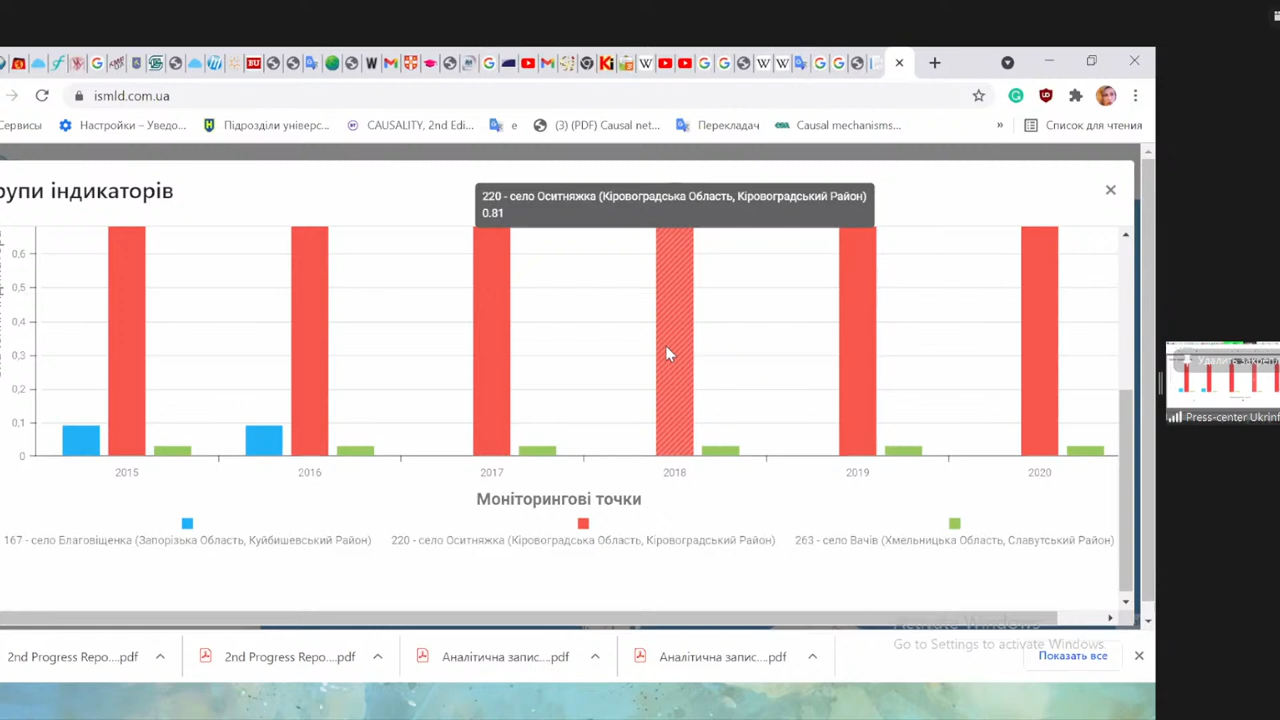 ismld.com.ua
Сервисы
Настройки – Уведо...
Підрозділи універс...
CAUSALITY, 2nd Edi...
е
(3) (PDF) Causal net...
Перекладач
Causal mechanisms...
»
Список для чтения
рупи індикаторів
220 - село Оситняжка (Кіровоградська Область, Кіровоградський Район)
0.81
0,6
0,5
0,4
0,3
0,2
0,1
0
2015
2016
2017
2018
2019
2020
Моніторингові точки
167 - село Благовіщенка (Запорізька Область, Куйбишевський Район)
220 - село Оситняжка (Кіровоградська Область, Кіровоградський Район)
263 - село Вачів (Хмельницька Область, Славутський Район)
Удалить закрепл
Press-center Ukrinf
Activate Windows
Go to Settings to activate Windows.
2nd Progress Repo....pdf
2nd Progress Repo....pdf
Аналітична запис....pdf
Аналітична запис....pdf
Показать все